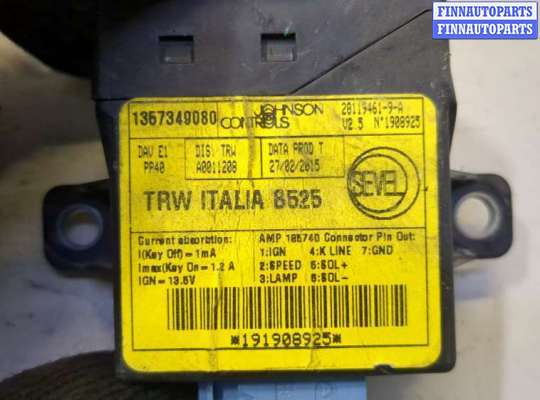 FINNAUTOPARTS
FINNAUTOPARTS
1357349080 JOHNSON CONTROLS 28119461-9-A
V2.5 N°1908925
DAV E1 DIS. TRW DATA PROD T
PP40 A0011208 27/02/2015
SEVEL
TRW ITALIA 8525
Current absorbtion: AMP 185740 Connector Pin Out:
I(Key Off)= 1mA 1:IGN 4:K LINE 7:GND
Imax(Key On= 1.2 A 2:SPEED 5:SOL+
IGN= 13.5V 3:LAMP 6:SOL-
*191908925*